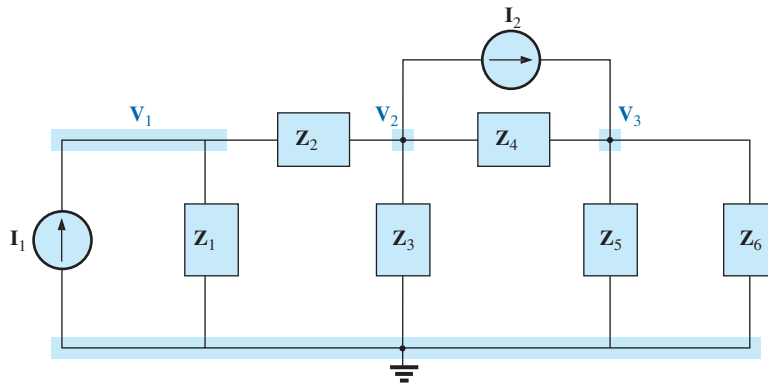 I₂
V₁
V₂
V₃
Z₂
Z₄
I₁
Z₁
Z₃
Z₅
Z₆